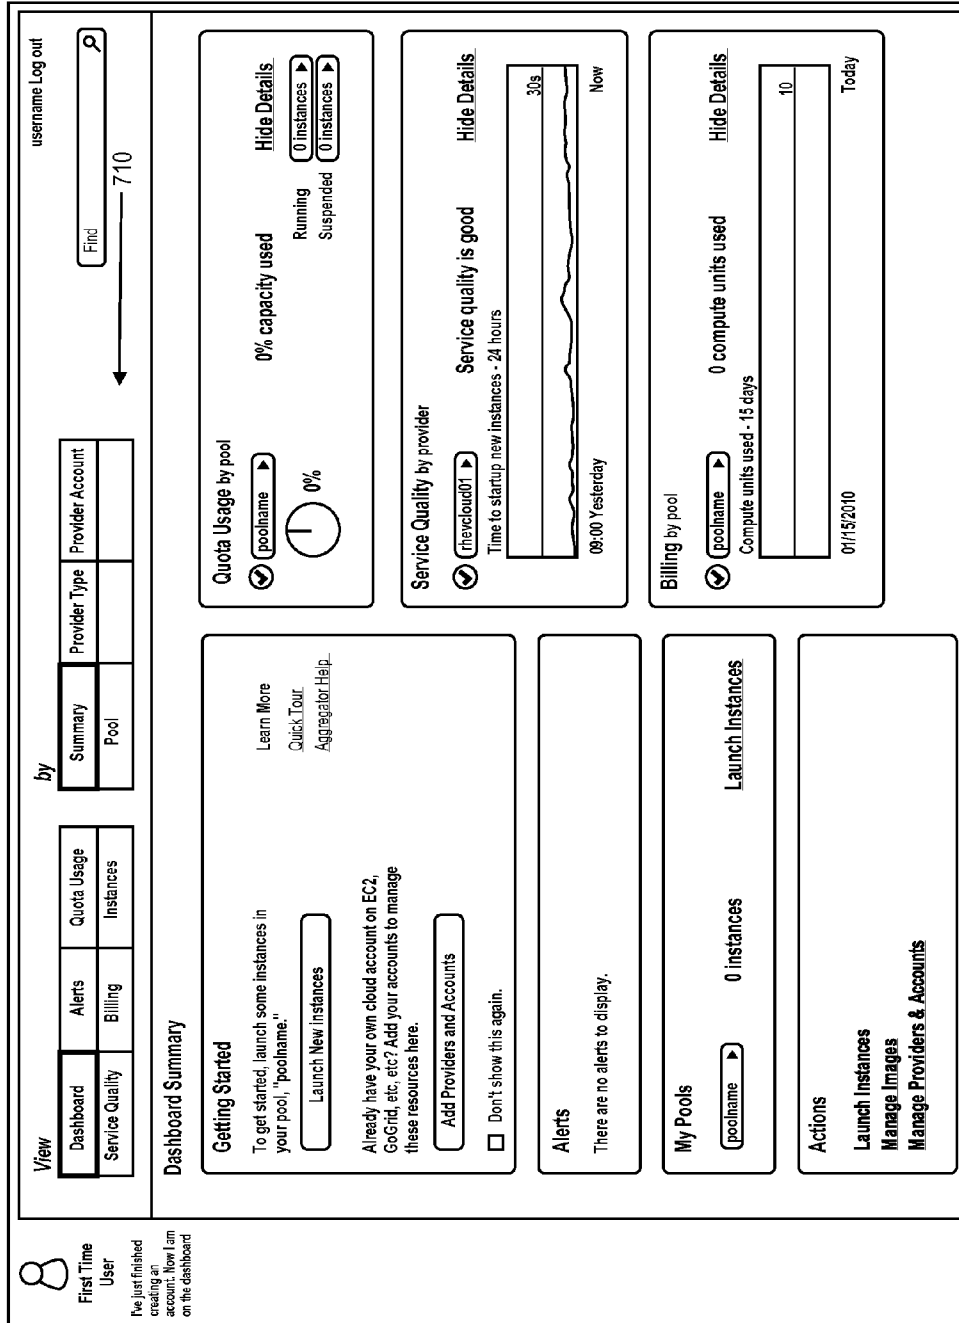 First Time
User
I've just finished
creating an
account. Now I am
on the dashboard
View
Dashboard
Alerts
Quota Usage
Service Quality
Billing
Instances
by
Summary
Provider Type
Provider Account
Pool
username Log out
Find
710
Dashboard Summary
Getting Started
To get started, launch some instances in
your pool, "poolname."
Launch New instances
Already have your own cloud account on EC2,
GoGrid, etc, etc? Add your accounts to manage
these resources here.
Add Providers and Accounts
Don't show this again.
Learn More
Quick Tour
Aggregator Help
Alerts
There are no alerts to display.
My Pools
poolname
0 instances
Launch Instances
Actions
Launch Instances
Manage Images
Manage Providers & Accounts
Quota Usage by pool
poolname
0% capacity used
Hide Details
0%
Running
0 instances
Suspended
0 instances
Service Quality by provider
rhevcloud01
Service quality is good
Hide Details
Time to startup new instances - 24 hours
30s
09:00 Yesterday
Now
Billing by pool
poolname
0 compute units used
Hide Details
Compute units used - 15 days
10
01/15/2010
Today